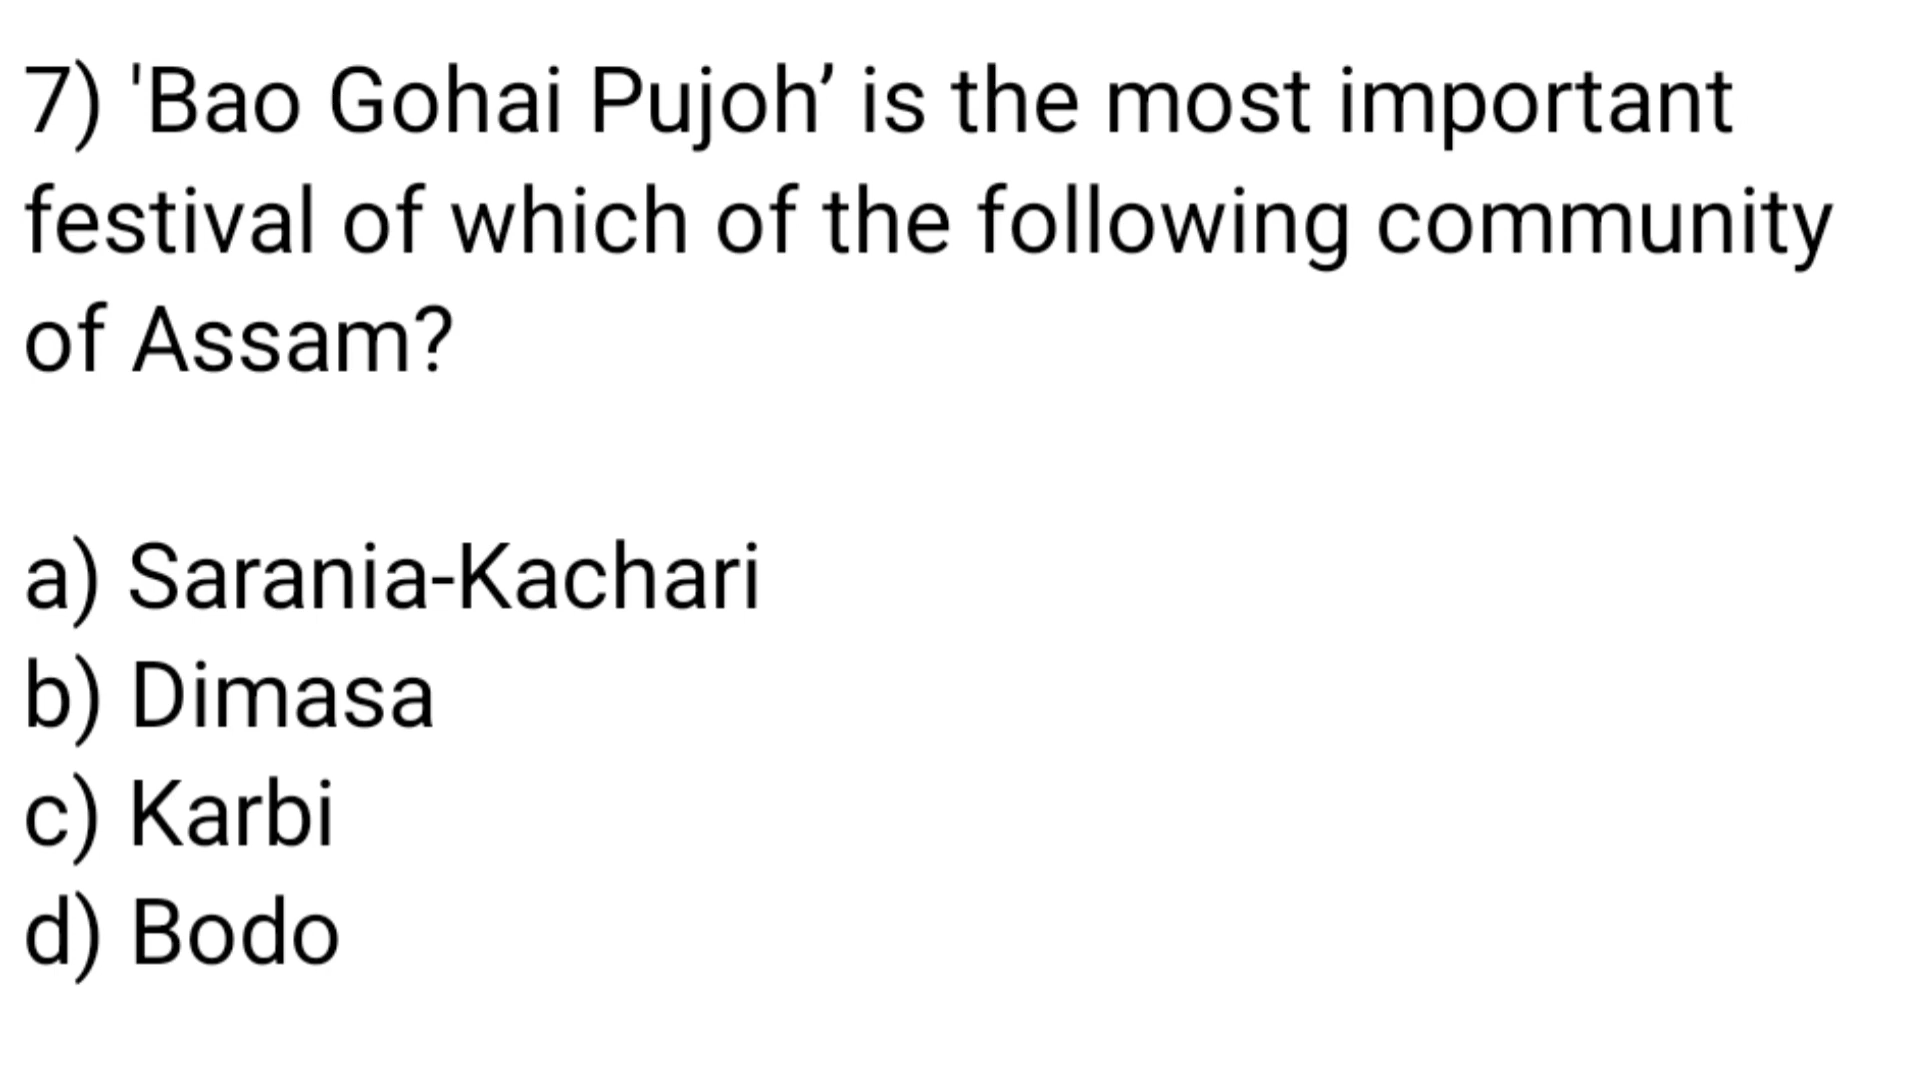 7) 'Bao Gohai Pujoh’ is the most important
festival of which of the following community
of Assam?
a) Sarania-Kachari
b) Dimasa
c) Karbi
d) Bodo